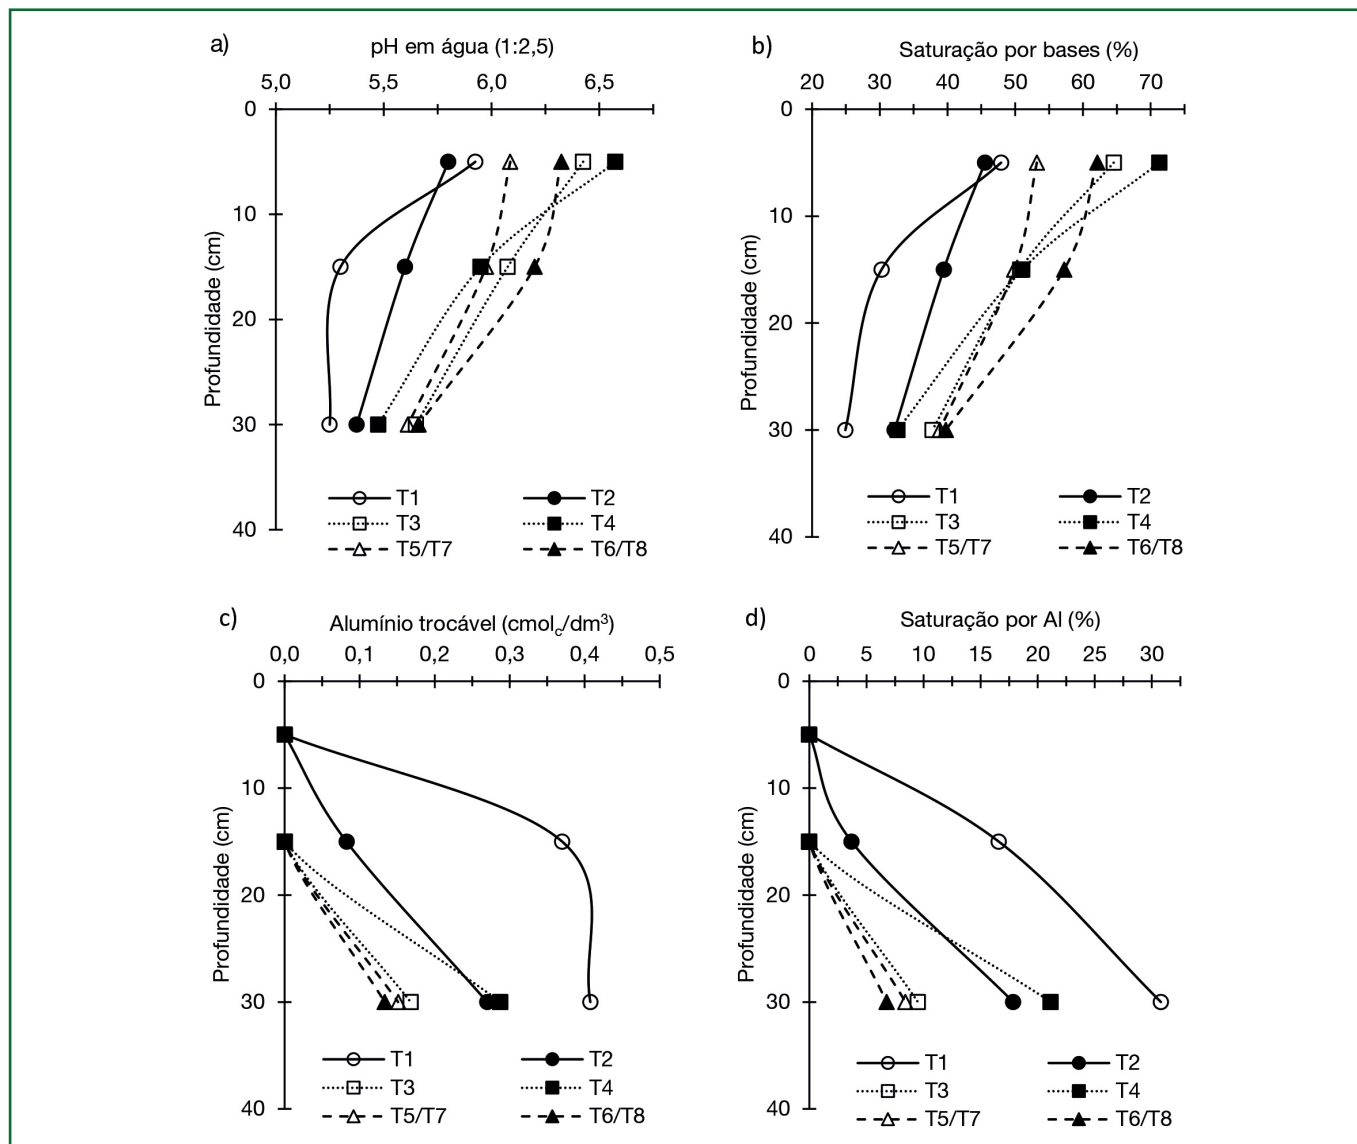 a) pH em água (1:2,5)
5,0 5,5 6,0 6,5
0
10
20
30
40
Profundidade (cm)
T1 T2
T3 T4
T5/T7 T6/T8
b) Saturação por bases (%)
20 30 40 50 60 70
0
10
20
30
40
Profundidade (cm)
T1 T2
T3 T4
T5/T7 T6/T8
c) Alumínio trocável (cmolc/dm³)
0,0 0,1 0,2 0,3 0,4 0,5
0
10
20
30
40
Profundidade (cm)
T1 T2
T3 T4
T5/T7 T6/T8
d) Saturação por Al (%)
0 5 10 15 20 25 30
0
10
20
30
40
Profundidade (cm)
T1 T2
T3 T4
T5/T7 T6/T8